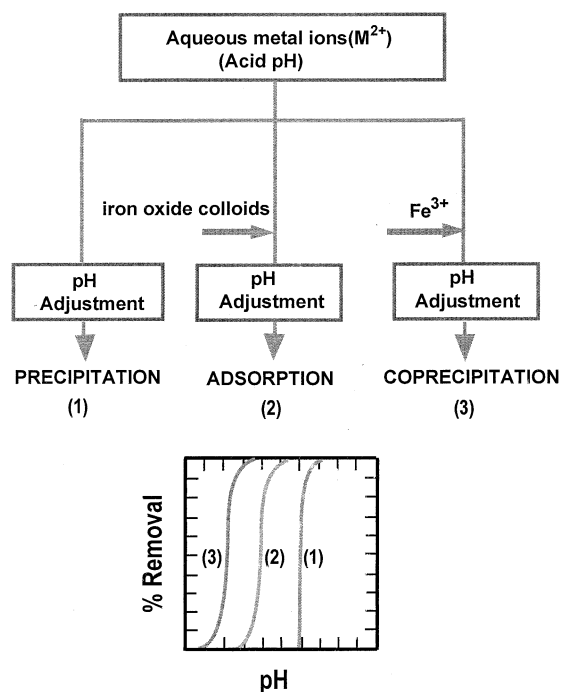 Aqueous metal ions(M2+)
(Acid pH)
iron oxide colloids
Fe3+
pH
Adjustment
pH
Adjustment
pH
Adjustment
PRECIPITATION
ADSORPTION
COPRECIPITATION
(1)
(2)
(3)
% Removal
(3)
(2)
(1)
pH